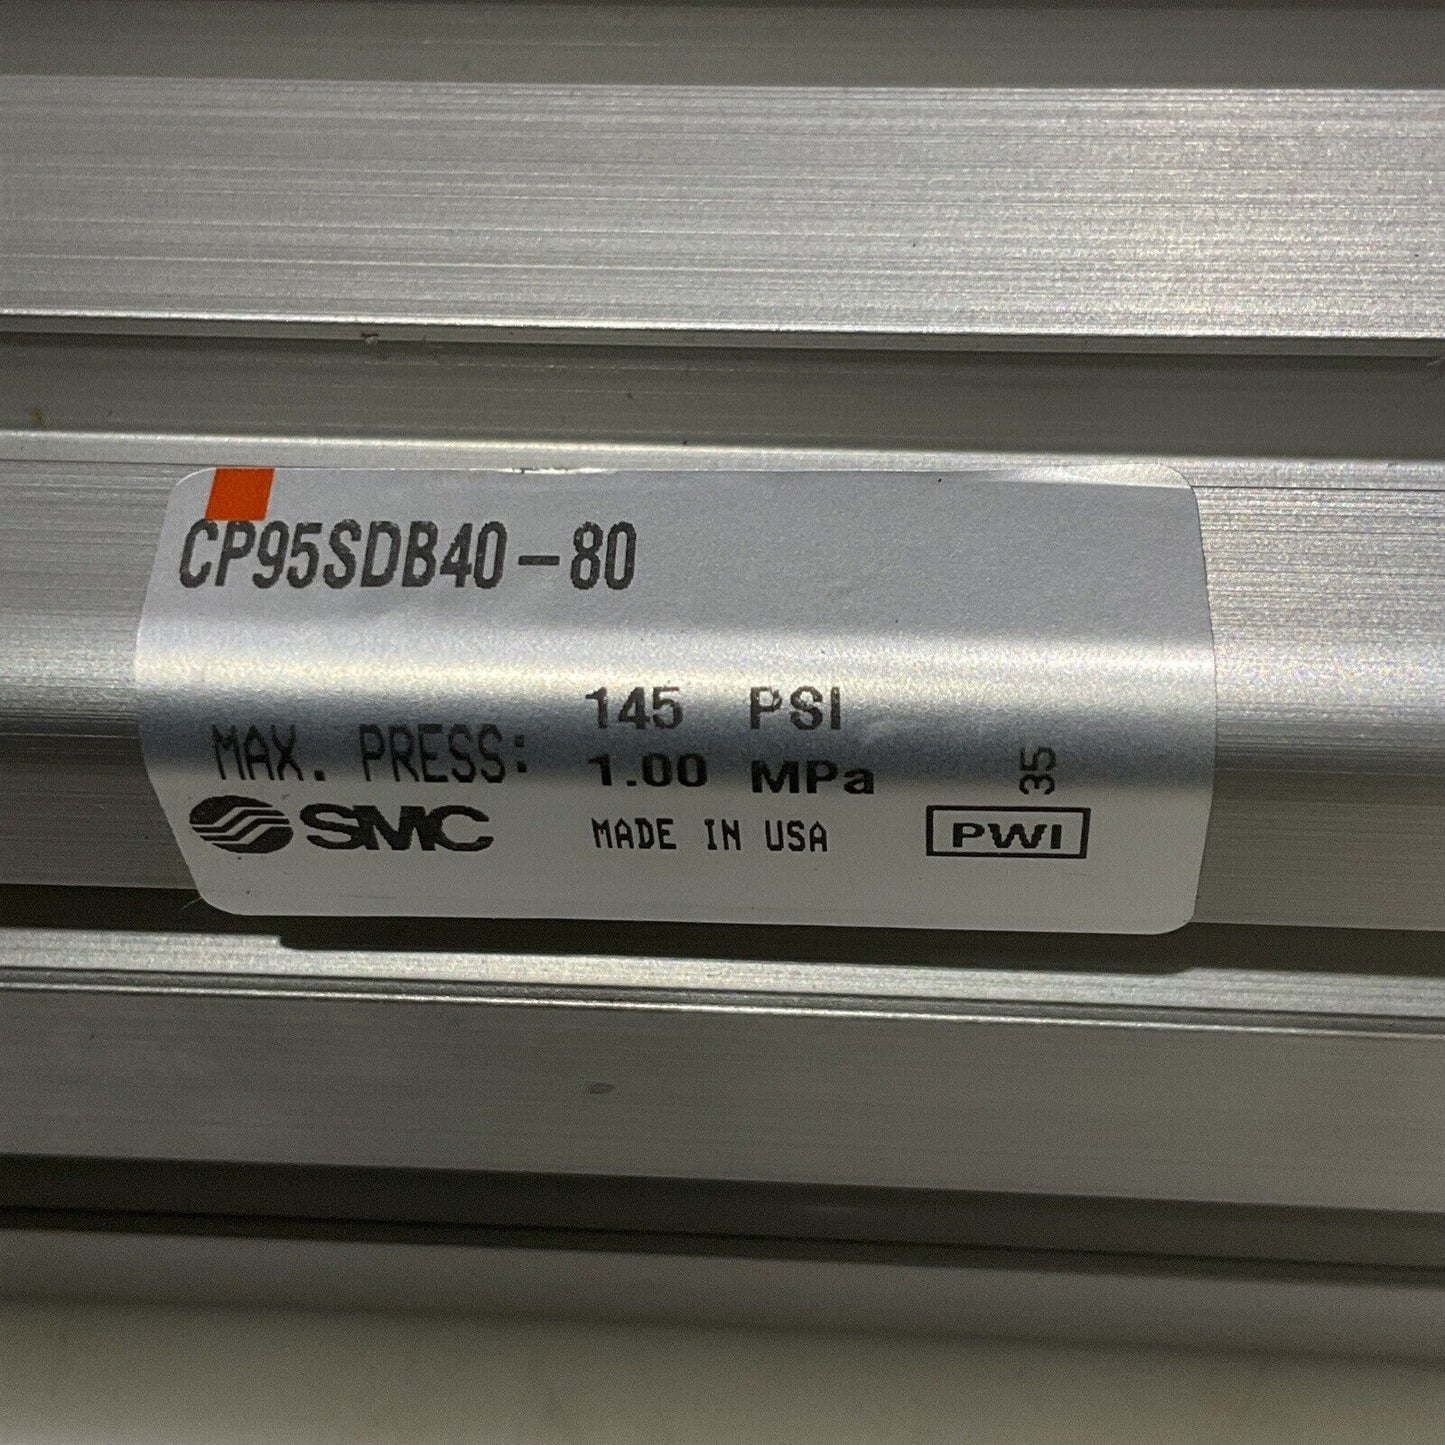 CP95SDB40-80
145 PSI
MAX. PRESS: 1.00 MPa
35
SMC MADE IN USA PWI